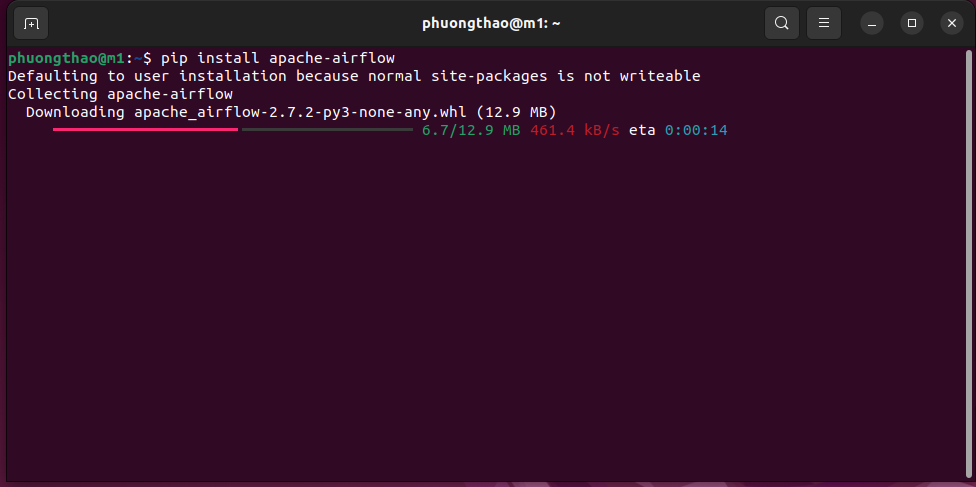 phuongthao@m1: ~
phuongthao@m1:~$ pip install apache-airflow
Defaulting to user installation because normal site-packages is not writeable
Collecting apache-airflow
  Downloading apache_airflow-2.7.2-py3-none-any.whl (12.9 MB)
6.7/12.9 MB 461.4 kB/s eta 0:00:14